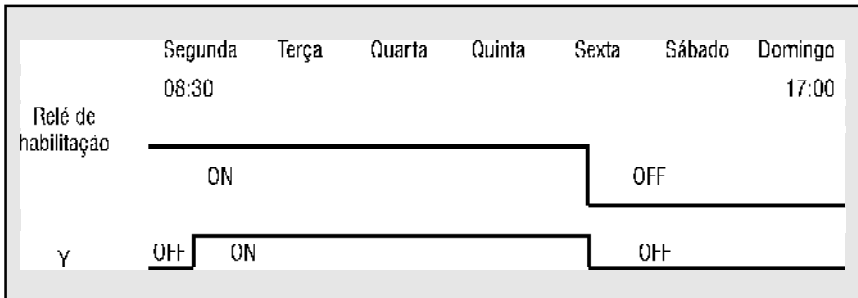 Segunda Terça Quarta Quinta Sexta Sábado Domingo
08:30 17:00
Relé de
habilitação
ON OFF
Y OFF ON OFF